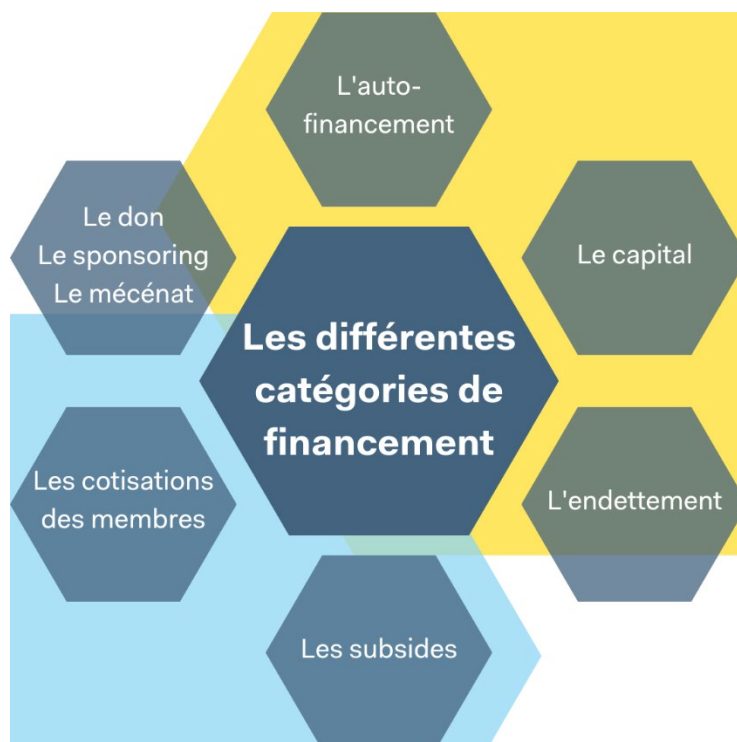 L'auto-
financement
Le don
Le sponsoring
Le mécénat
Le capital
Les différentes
catégories de
financement
Les cotisations
des membres
L'endettement
Les subsides